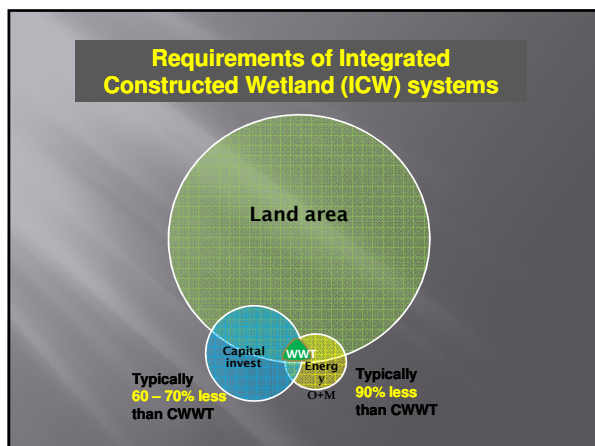 Requirements of Integrated
Constructed Wetland (ICW) systems
Land area
Capital
invest
WWT
Energ
y
O+M
Typically
60 – 70% less
than CWWT
Typically
90% less
than CWWT